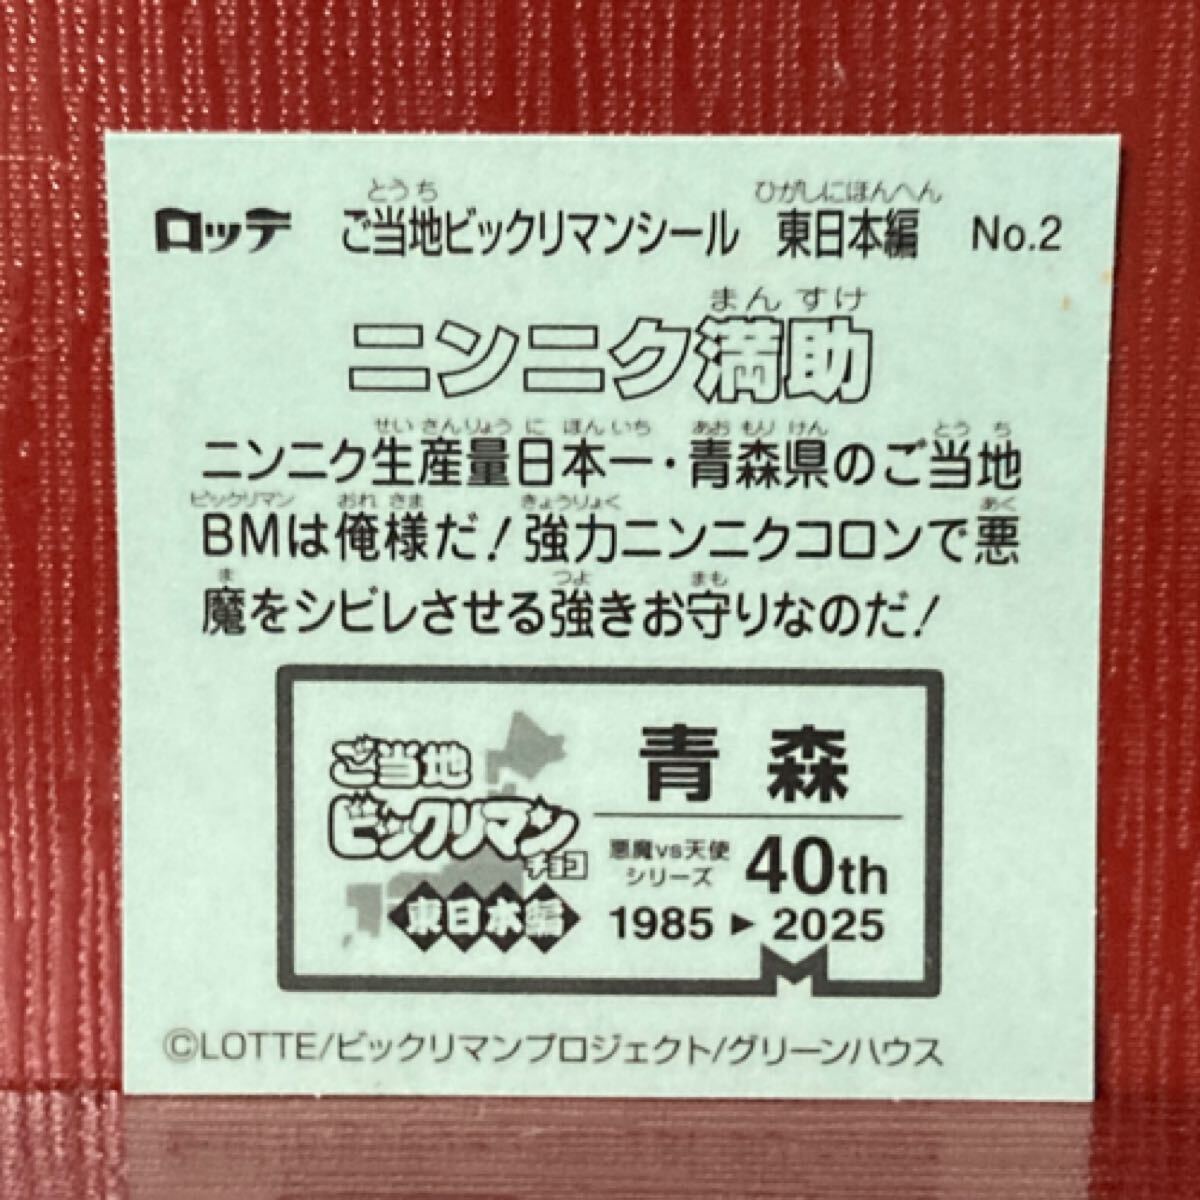 ロッテ ご当地ビックリマンシール 東日本編 No.2
とうち ひがしにほんへん
まんすけ
ニンニク満助
せいさんりょうにほんいち あおもりけん とうち
ニンニク生産量日本一・青森県のご当地
ビックリマン おれさま きょうりょく あく
BMは俺様だ!強力ニンニクコロンで悪
ま つよ まも
魔をシビレさせる強きお守りなのだ!
ご当地
ビックリマン
チョコ
東日本編
青森
悪魔vs天使
シリーズ 40th
1985▶2025
©LOTTE/ビックリマンプロジェクト/グリーンハウス